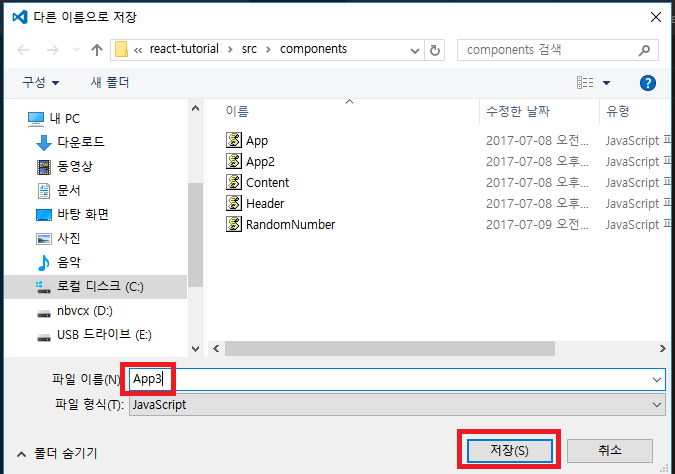 다른 이름으로 저장
« react-tutorial > src > components
components 검색
구성
새 폴더
이름 수정한 날짜 유형
내 PC
다운로드
동영상
문서
바탕 화면
사진
음악
로컬 디스크 (C:)
nbvcx (D:)
USB 드라이브 (E:)
App 2017-07-08 오전... JavaScript 파
App2 2017-07-08 오후... JavaScript 파
Content 2017-07-08 오후... JavaScript 파
Header 2017-07-08 오후... JavaScript 파
RandomNumber 2017-07-09 오전... JavaScript 파
파일 이름(N): App3
파일 형식(T): JavaScript
폴더 숨기기
저장(S) 취소